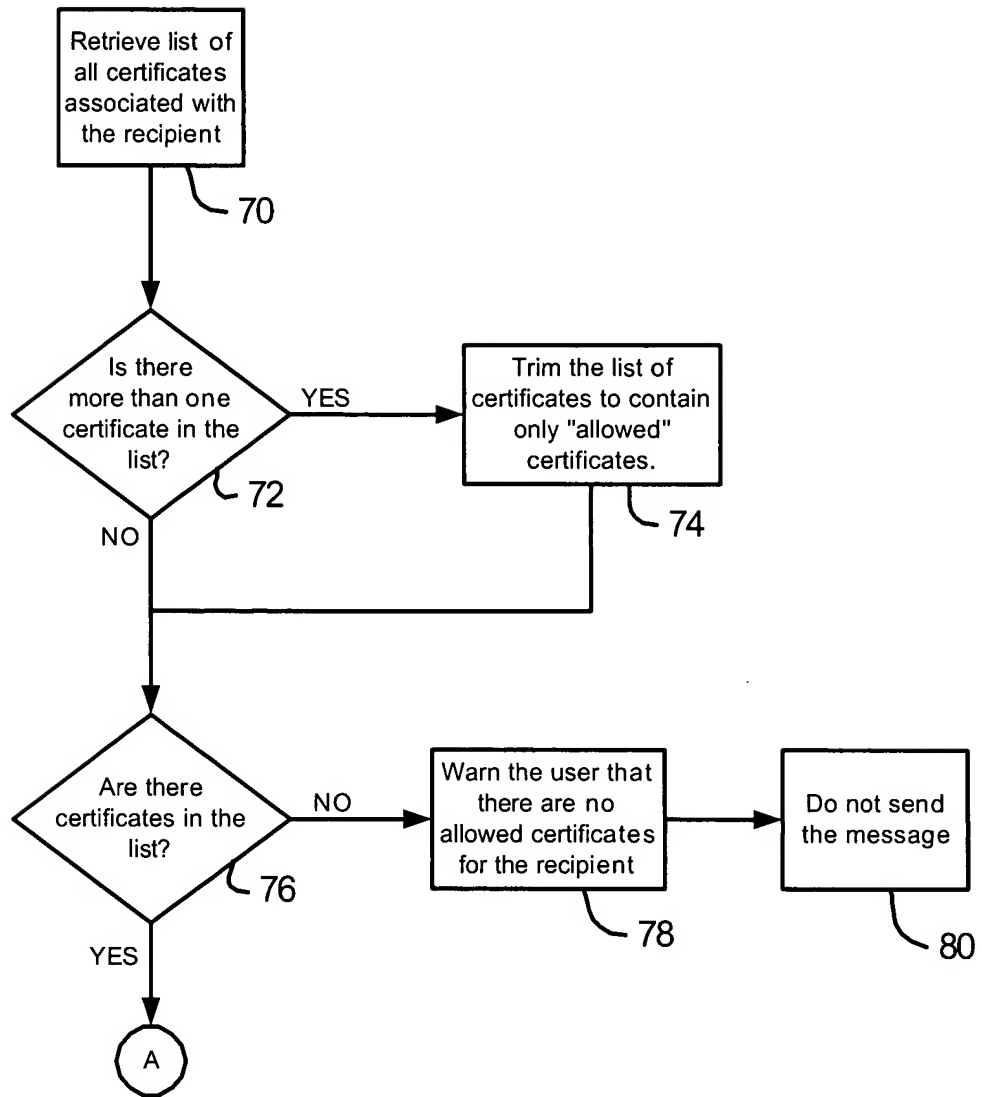 Retrieve list of
all certificates
associated with
the recipient
70
Is there
more than one
certificate in the
list?
YES
72
NO
Trim the list of
certificates to contain
only "allowed"
certificates.
74
Are there
certificates in the
list?
NO
76
YES
Warn the user that
there are no
allowed certificates
for the recipient
78
Do not send
the message
80
A